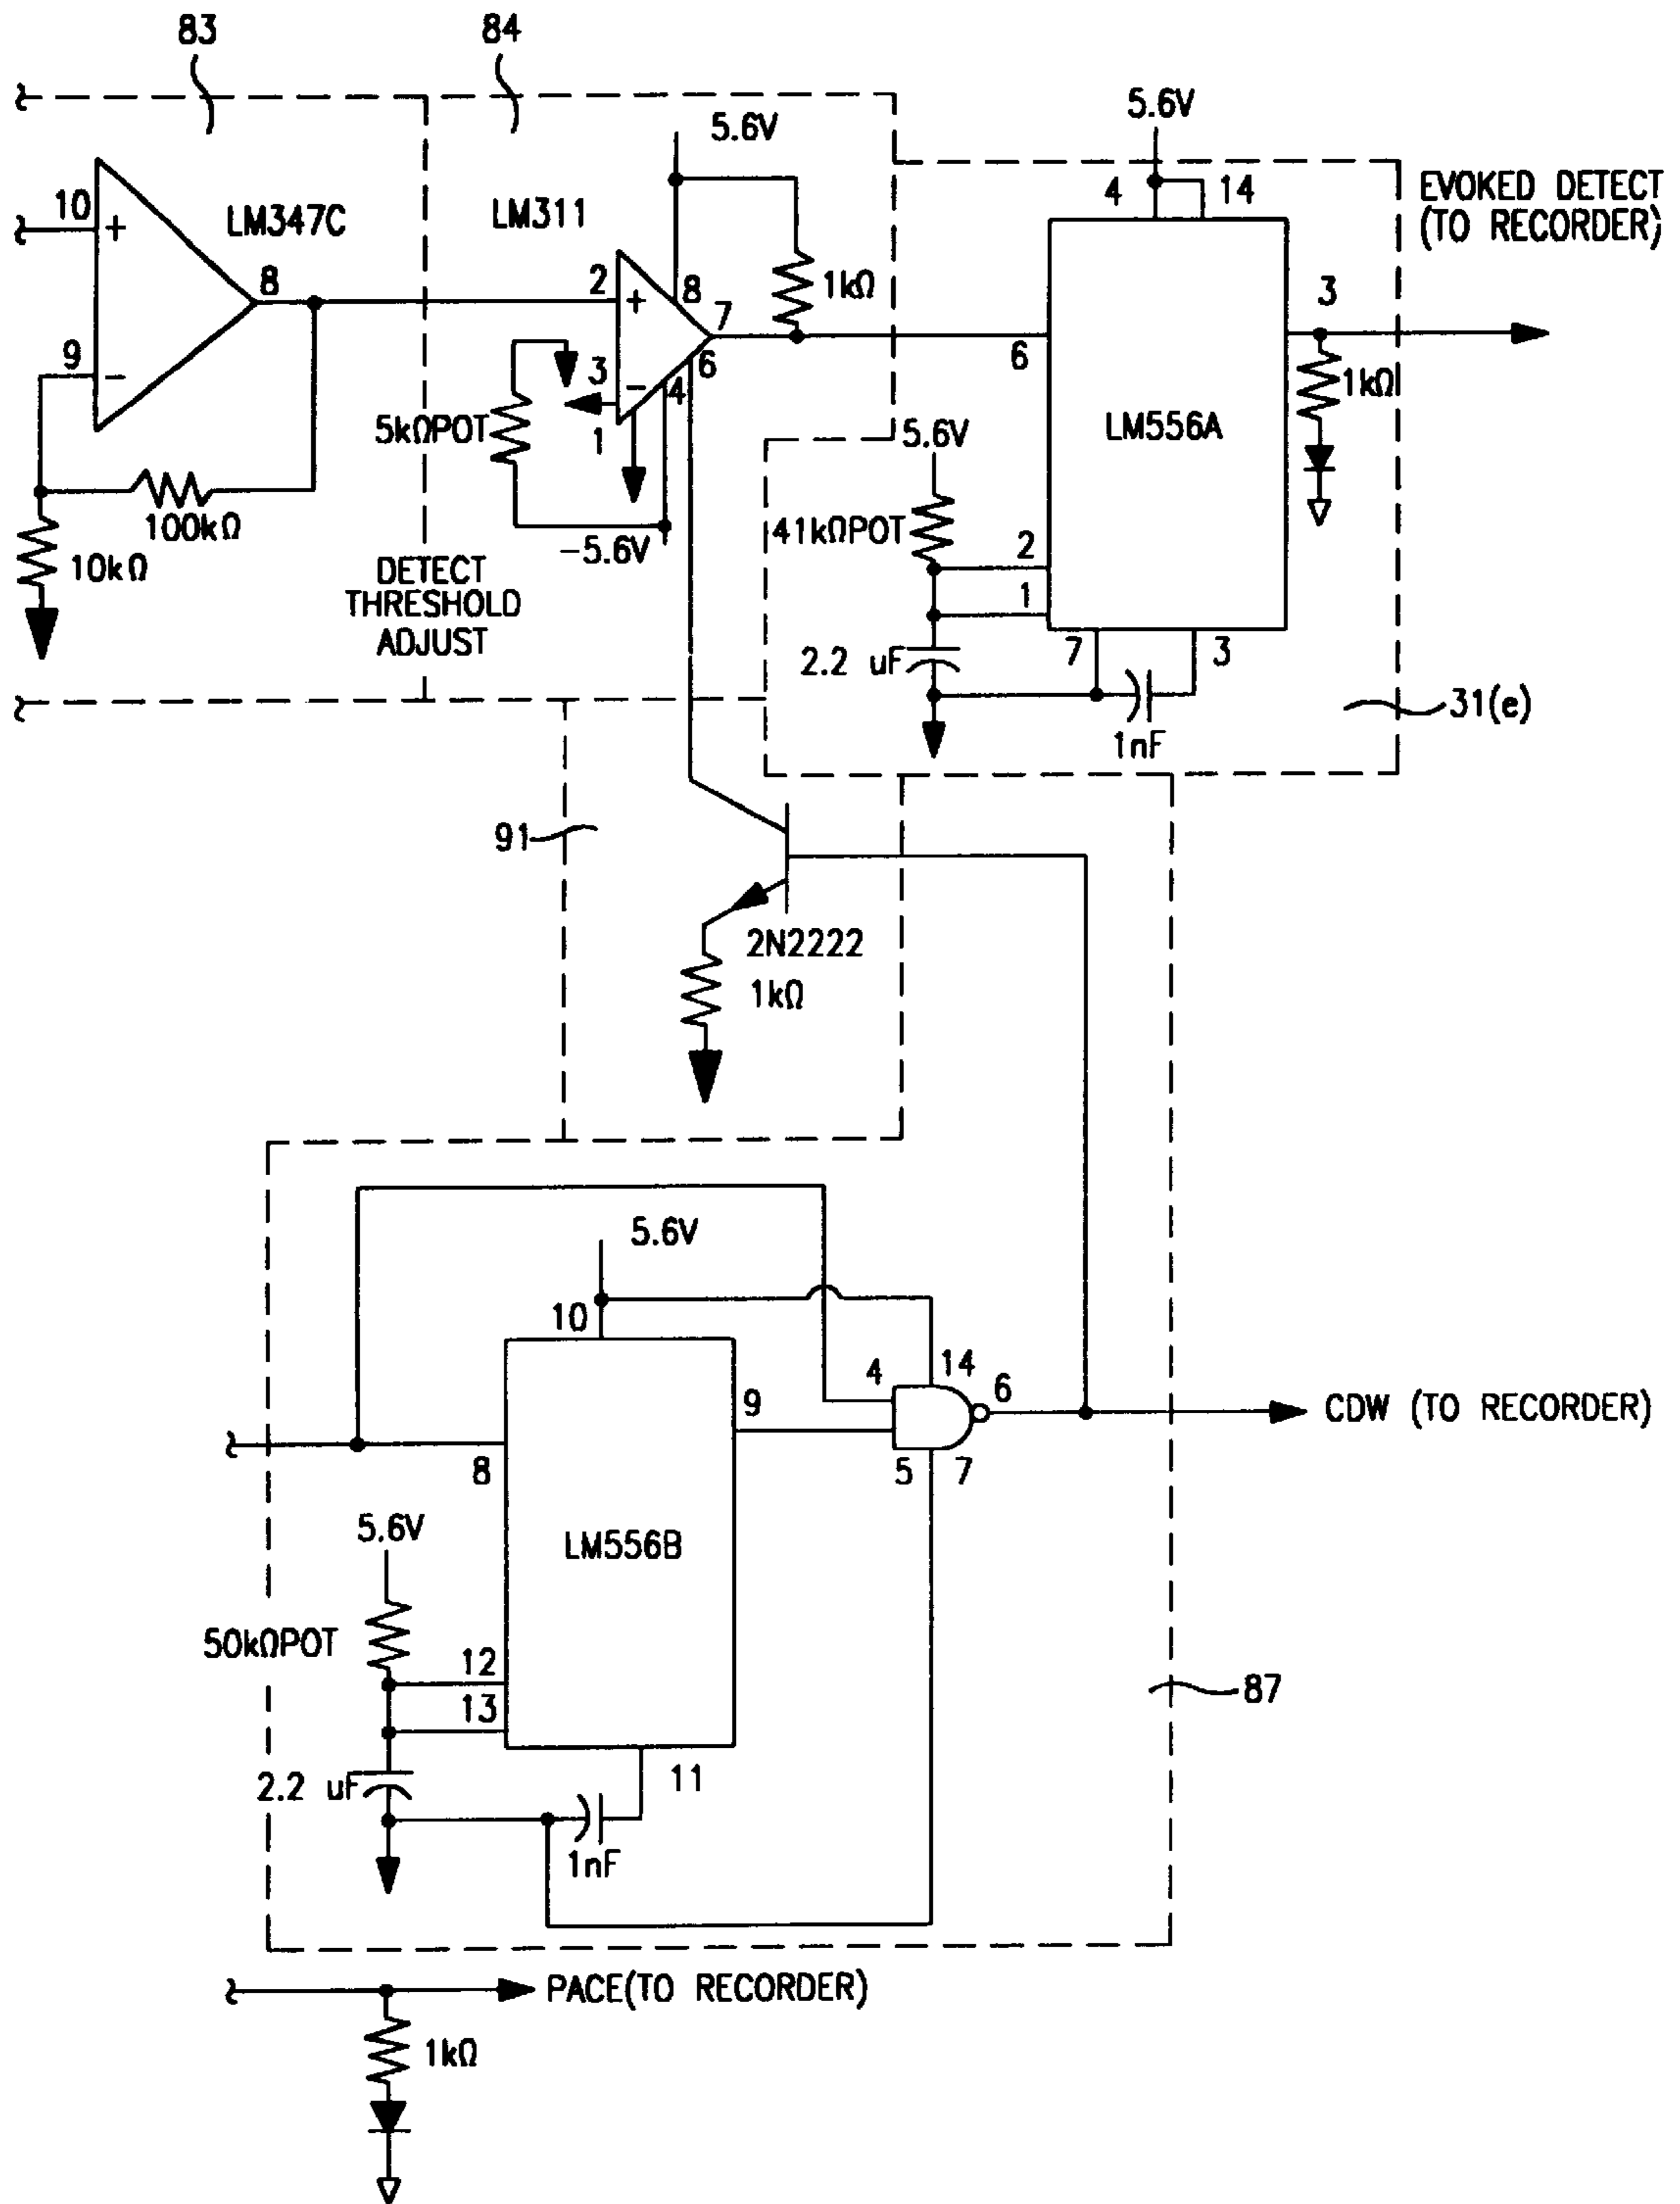 83
84
5.6V
5.6V
4
14
EVOKED DETECT
(TO RECORDER)
10
+
LM347C
LM311
8
2
+
8
7
1kΩ
6
3
1kΩ
9
-
3
-
4
6
5kΩPOT
1
LM556A
5.6V
100kΩ
10kΩ
-5.6V
41kΩPOT
2
1
DETECT
THRESHOLD
ADJUST
2.2 uF
7
3
1nF
31(e)
91
2N2222
1kΩ
5.6V
10
4
14
9
6
CDW (TO RECORDER)
8
5
7
5.6V
LM556B
50kΩPOT
12
13
87
2.2 uF
11
1nF
PACE(TO RECORDER)
1kΩ